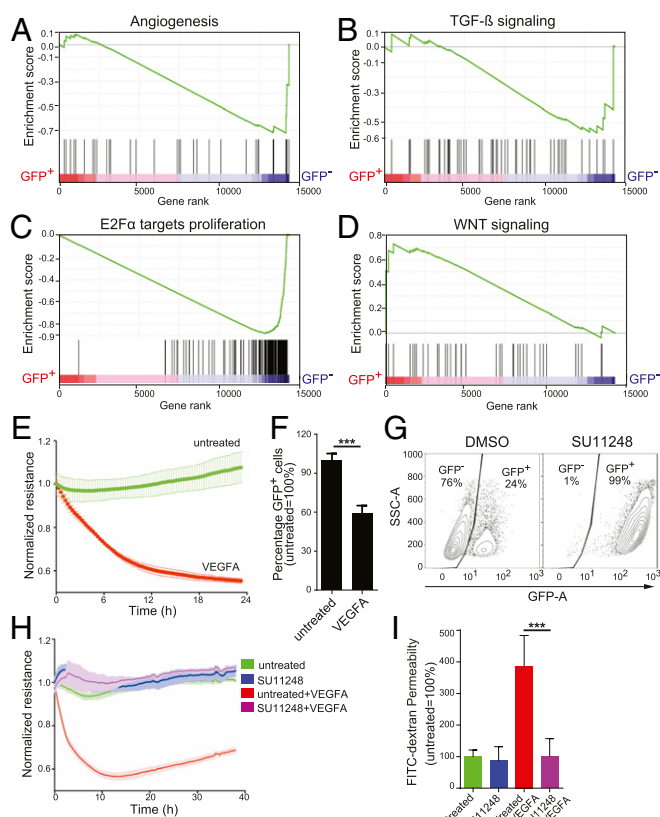 A
Angiogenesis
Enrichment score
0.1
0.0
-0.1
-0.3
-0.5
-0.7
GFP+
GFP-
0
5000
10000
15000
Gene rank
B
TGF-ß signaling
Enrichment score
0.1
0.0
-0.1
-0.3
-0.5
-0.6
GFP+
GFP-
0
5000
10000
15000
Gene rank
C
E2Fα targets proliferation
Enrichment score
0.0
0.0
-0.2
-0.4
-0.6
-0.8
-0.9
GFP+
GFP-
0
5000
10000
15000
Gene rank
D
WNT signaling
Enrichment score
0.8
0.6
0.4
0.2
0.0
GFP+
GFP-
0
5000
10000
15000
Gene rank
E
Normalized resistance
1.2
1.0
0.8
0.6
untreated
VEGFA
0
6
12
18
24
Time (h)
F
Percentage GFP+ cells
(untreated=100%)
120
90
60
30
0
***
untreated
VEGFA
G
DMSO
SU11248
SSC-A
1000
800
600
400
200
0
GFP-
76%
GFP+
24%
GFP-
1%
GFP+
99%
10¹
10²
10³
10¹
10²
10³
GFP-A
H
Normalized resistance
1.2
1.0
0.8
0.6
0
10
20
30
40
Time (h)
untreated
SU11248
untreated+VEGFA
SU11248+VEGFA
I
FITC-dextran Permeabilty
(untreated=100%)
500
400
300
200
100
0
***